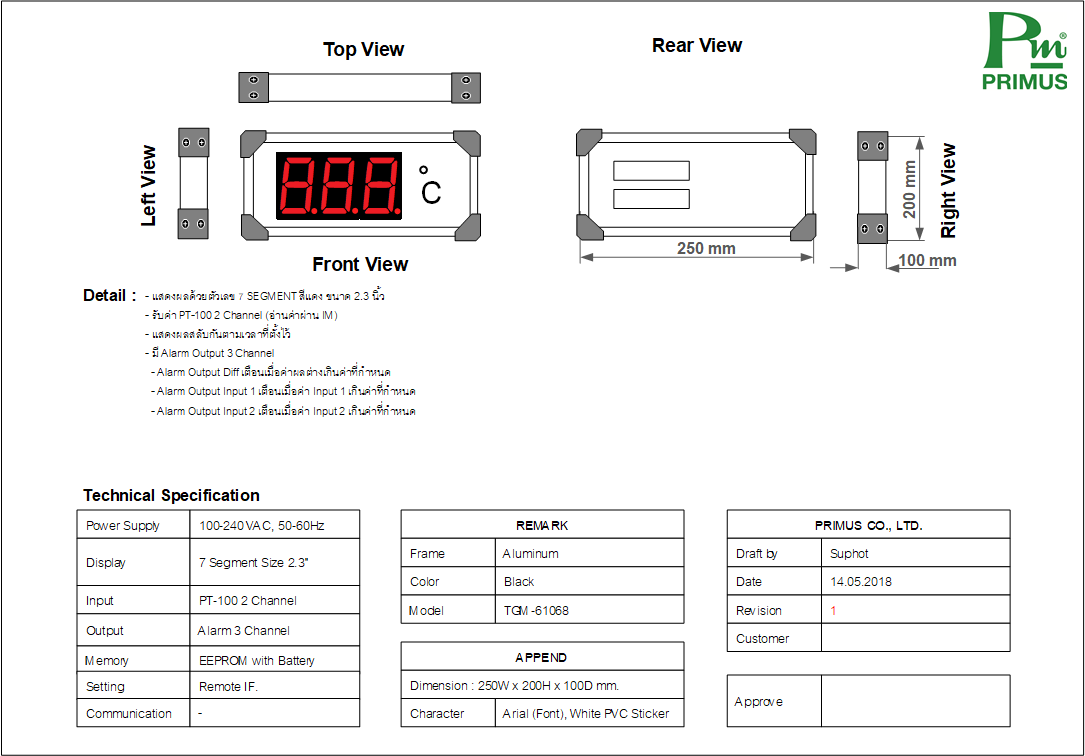 Top View
Rear View
Pm®
PRIMUS
Left View
8.8.8.
°C
Front View
250 mm
200 mm
Right View
100 mm
Detail :
- แสดงผลด้วยตัวเลข 7 SEGMENT สีแดง ขนาด 2.3 นิ้ว
- รับค่า PT-100 2 Channel (อ่านค่าผ่าน IM)
- แสดงผลสลับกันตามเวลาที่ตั้งไว้
- มี Alarm Output 3 Channel
- Alarm Output Diff เตือนเมื่อค่าผลต่างเกินค่าที่กำหนด
- Alarm Output Input 1 เตือนเมื่อค่า Input 1 เกินค่าที่กำหนด
- Alarm Output Input 2 เตือนเมื่อค่า Input 2 เกินค่าที่กำหนด
Technical Specification
Power Supply 100-240 VAC, 50-60Hz
Display 7 Segment Size 2.3"
Input PT-100 2 Channel
Output Alarm 3 Channel
Memory EEPROM with Battery
Setting Remote IF.
Communication -
REMARK
Frame Aluminum
Color Black
Model TGM-61068
APPEND
Dimension : 250W x 200H x 100D mm.
Character Arial (Font), White PVC Sticker
PRIMUS CO., LTD.
Draft by Suphot
Date 14.05.2018
Revision 1
Customer
Approve